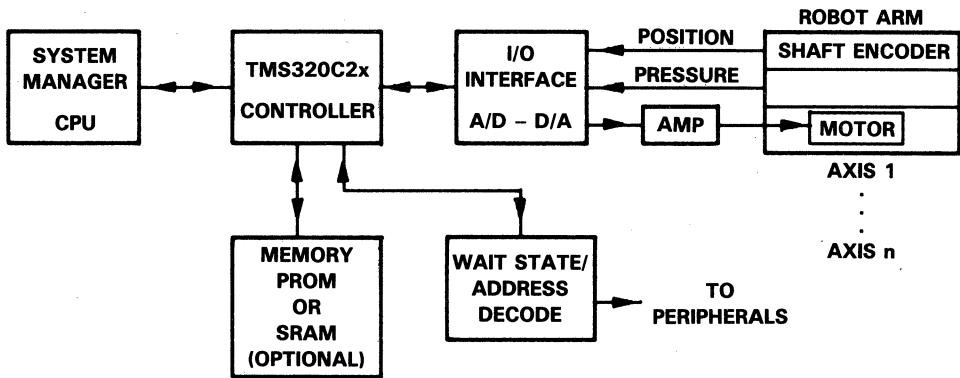 SYSTEM
MANAGER
CPU
TMS320C2x
CONTROLLER
I/O
INTERFACE
A/D – D/A
POSITION
PRESSURE
AMP
ROBOT ARM
SHAFT ENCODER
MOTOR
AXIS 1
.
.
.
AXIS n
MEMORY
PROM
OR
SRAM
(OPTIONAL)
WAIT STATE/
ADDRESS
DECODE
TO
PERIPHERALS